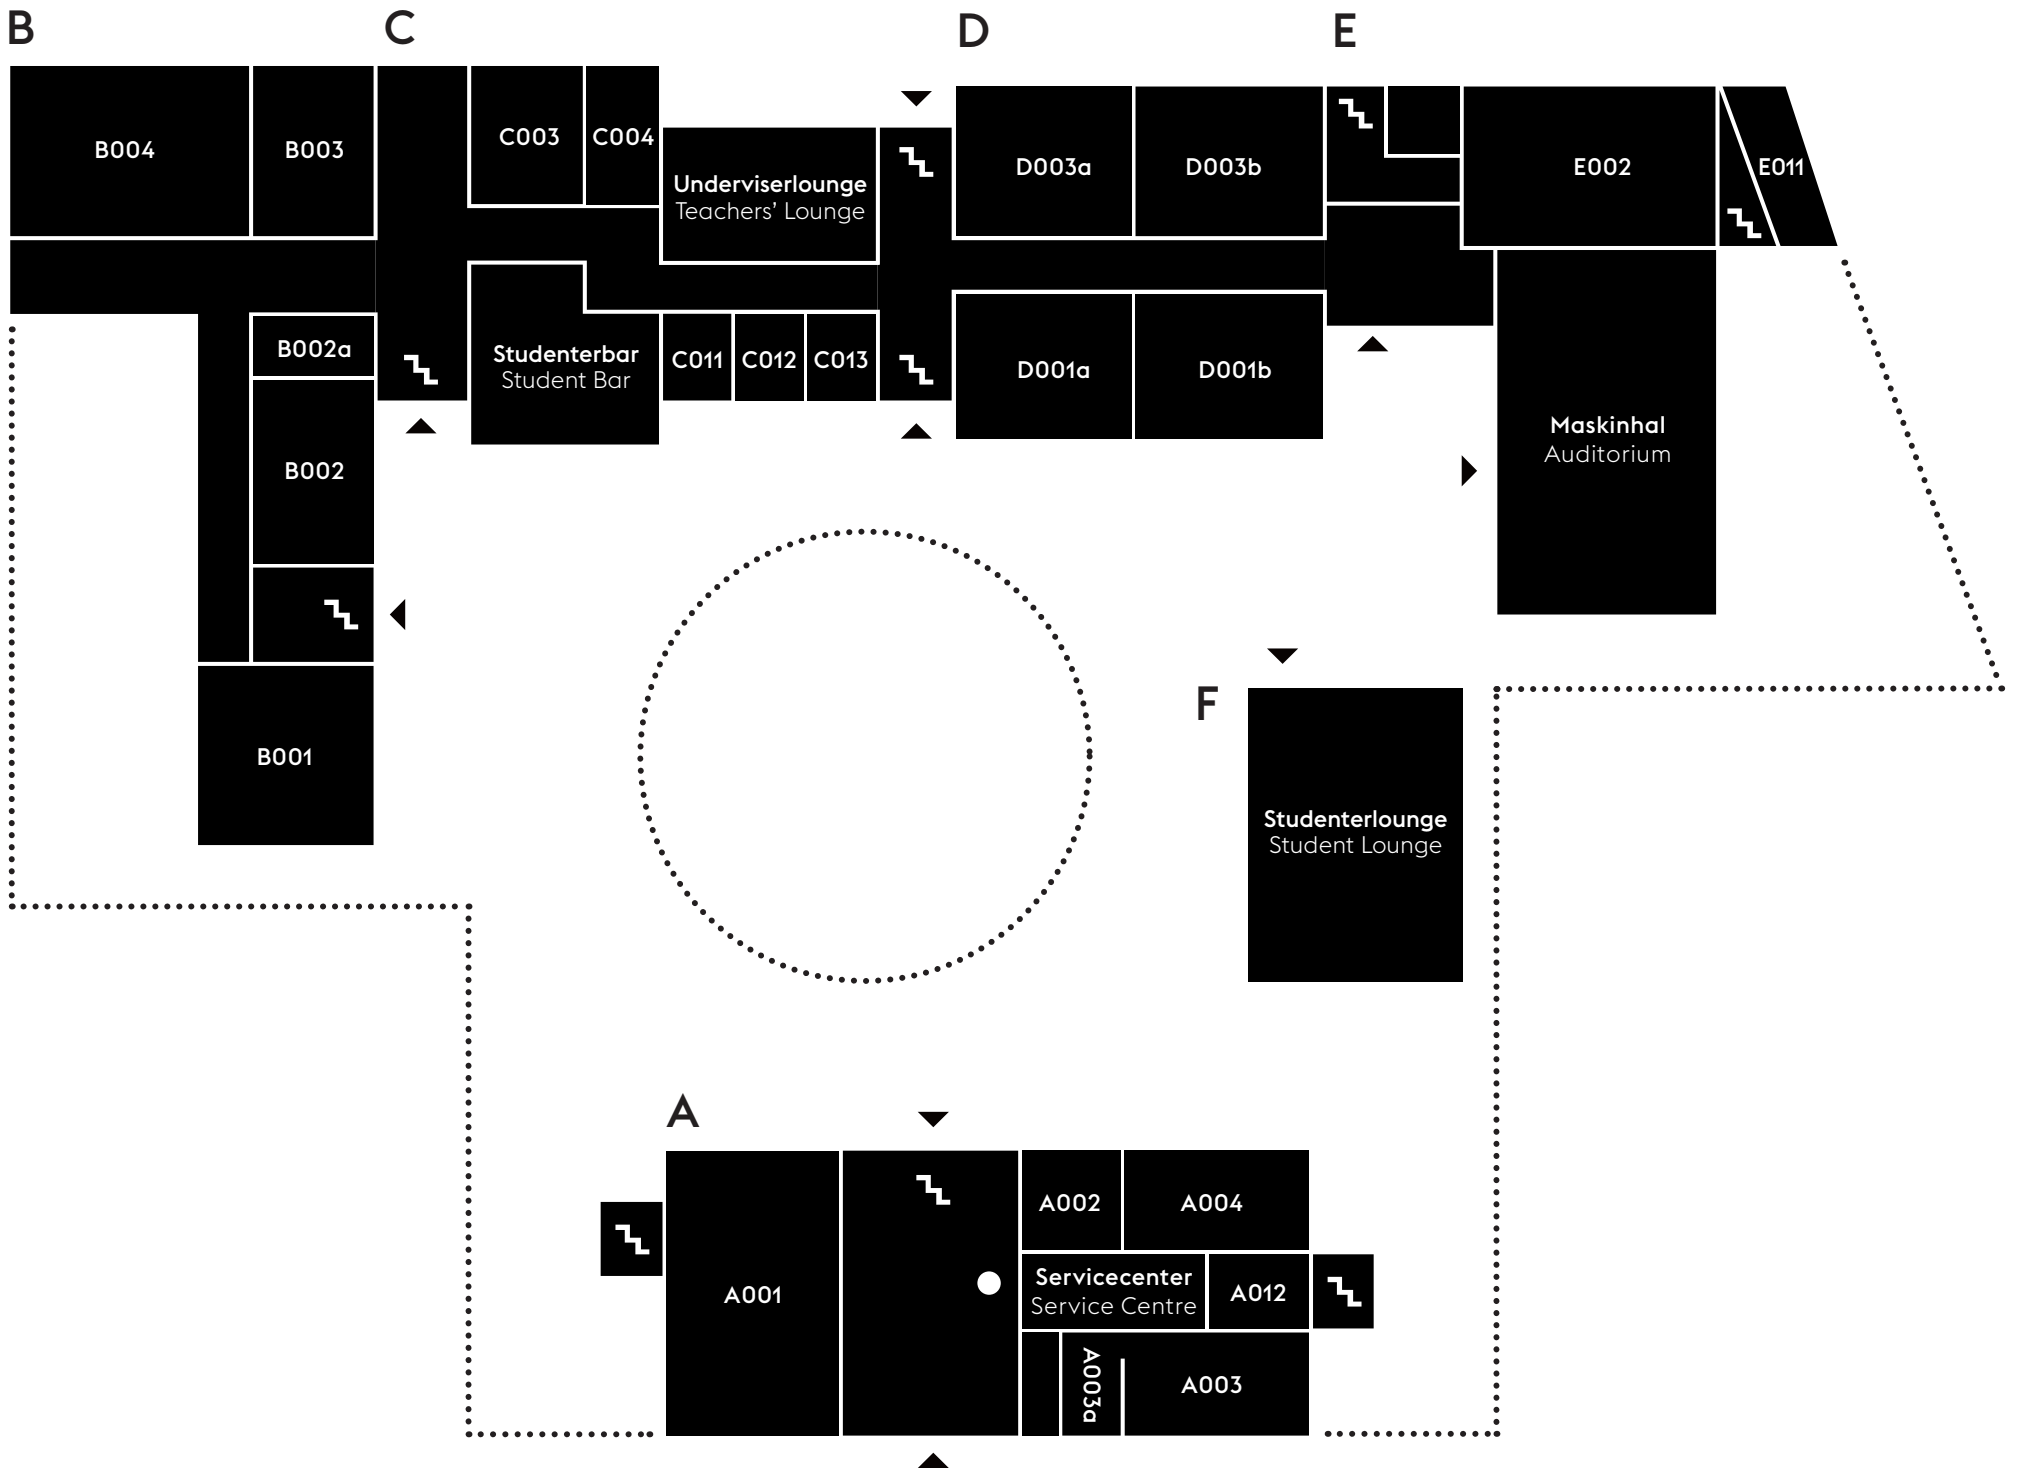 B
C
D
E
B004
B003
C003
C004
Underviserlounge
Teachers’ Lounge
D003a
D003b
E002
E011
B002a
Studenterbar
Student Bar
C011
C012
C013
D001a
D001b
Maskinhal
Auditorium
B002
B001
F
Studenterlounge
Student Lounge
A
A001
A002
A004
Servicecenter
Service Centre
A012
A003a
A003